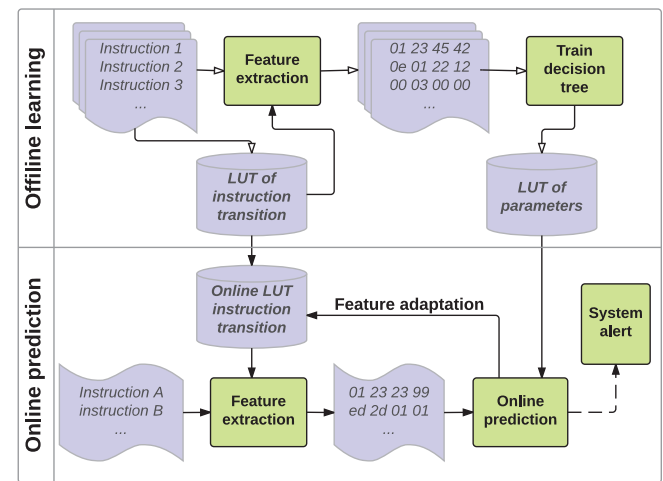 Offiline learning
Instruction 1
Instruction 2
Instruction 3
...
Feature
extraction
01 23 45 42
0e 01 22 12
00 03 00 00
...
Train
decision
tree
LUT of
instruction
transition
LUT of
parameters
Online prediction
Online LUT
instruction
transition
Feature adaptation
System
alert
Instruction A
instruction B
...
Feature
extraction
01 23 23 99
ed 2d 01 01
...
Online
prediction